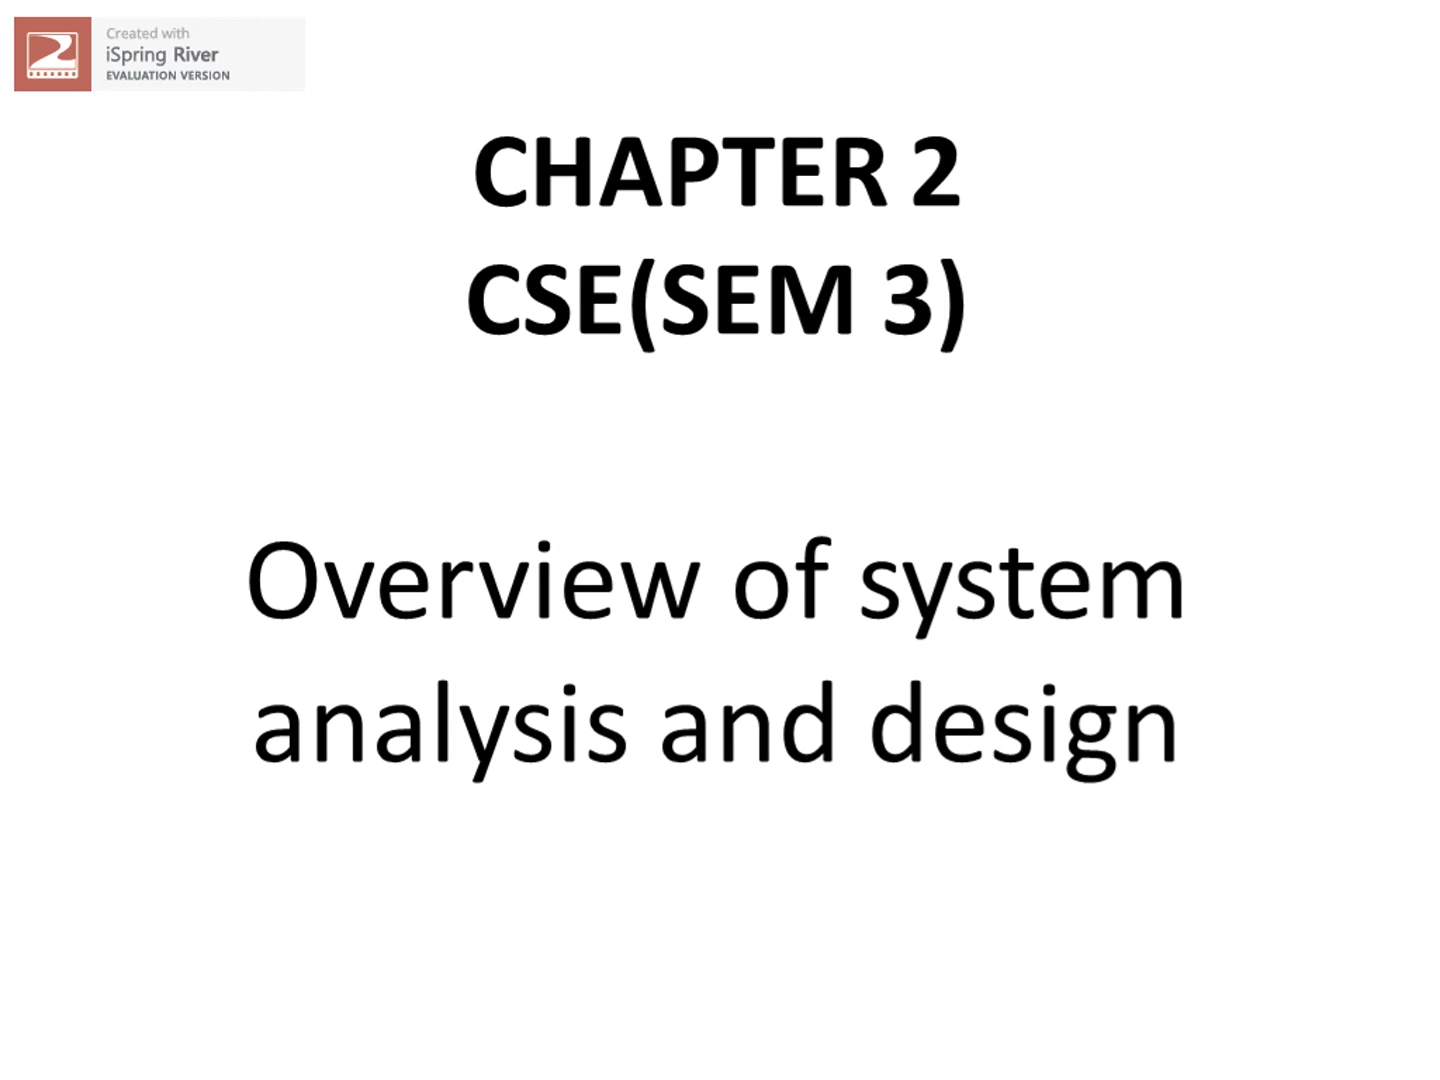 Created with
iSpring River
EVALUATION VERSION
CHAPTER 2
CSE(SEM 3)
Overview of system
analysis and design